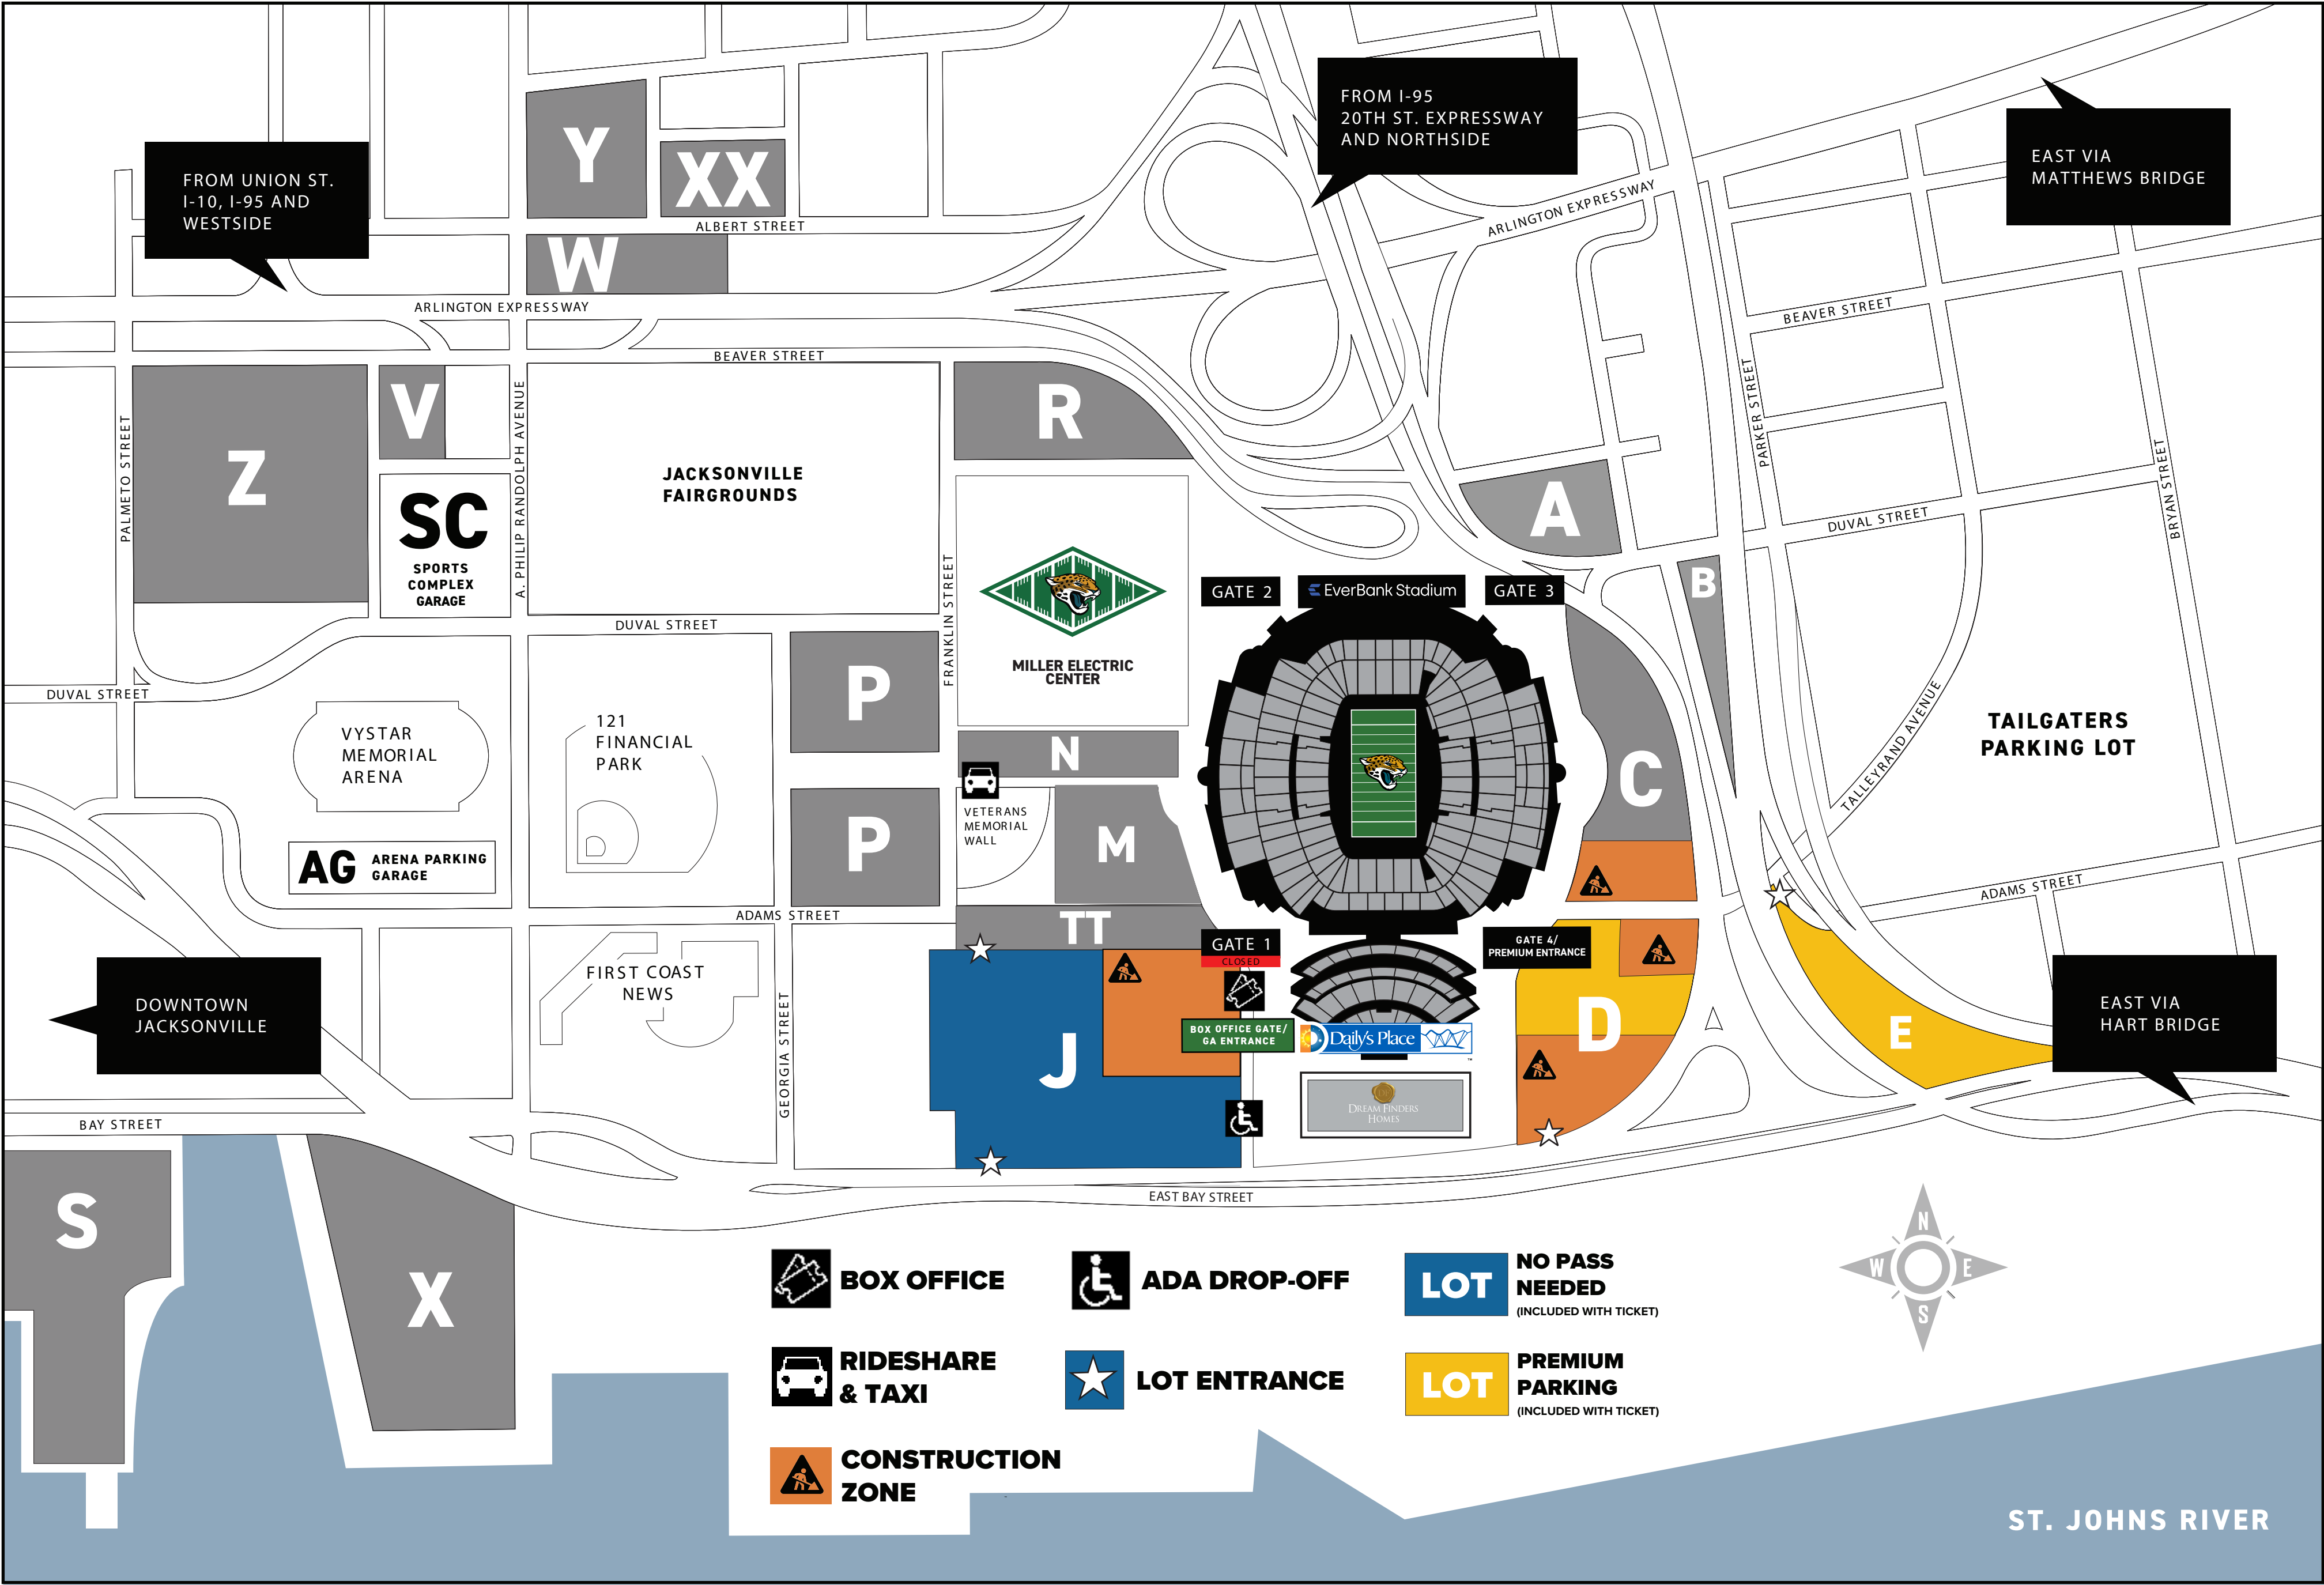 FROM I-95
20TH ST. EXPRESSWAY
AND NORTHSIDE
EAST VIA
MATTHEWS BRIDGE
FROM UNION ST.
I-10, I-95 AND
WESTSIDE
Y
XX
ALBERT STREET
W
ARLINGTON EXPRESSWAY
ARLINGTON EXPRESSWAY
BEAVER STREET
BEAVER STREET
PALMETO STREET
Z
V
SC
SPORTS
COMPLEX
GARAGE
A. PHILIP RANDOLPH AVENUE
JACKSONVILLE
FAIRGROUNDS
R
A
B
PARKER STREET
DUVAL STREET
BRYAN STREET
FRANKLIN STREET
MILLER ELECTRIC
CENTER
GATE 2
EverBank Stadium
GATE 3
DUVAL STREET
DUVAL STREET
VYSTAR
MEMORIAL
ARENA
121
FINANCIAL
PARK
P
P
N
VETERANS
MEMORIAL
WALL
M
C
TALLEYRAND AVENUE
TAILGATERS
PARKING LOT
AG
ARENA PARKING
GARAGE
ADAMS STREET
ADAMS STREET
TT
GATE 1
CLOSED
GATE 4/
PREMIUM ENTRANCE
FIRST COAST
NEWS
GEORGIA STREET
DOWNTOWN
JACKSONVILLE
J
BOX OFFICE GATE/
GA ENTRANCE
Daily's Place
TM
D
E
EAST VIA
HART BRIDGE
DREAM FINDERS
HOMES
BAY STREET
EAST BAY STREET
S
X
BOX OFFICE
ADA DROP-OFF
LOT
NO PASS
NEEDED
(INCLUDED WITH TICKET)
RIDESHARE
& TAXI
LOT ENTRANCE
LOT
PREMIUM
PARKING
(INCLUDED WITH TICKET)
CONSTRUCTION
ZONE
N
W
E
S
ST. JOHNS RIVER